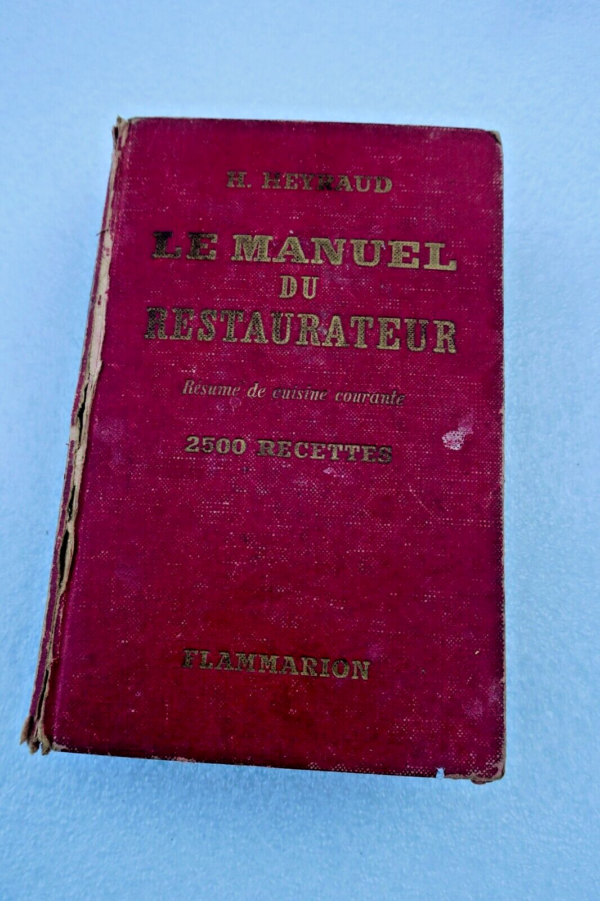 H. HEYRAUD
LE MANUEL
DU
RESTAURATEUR
Résumé de cuisine courante
2500 RECETTES
FLAMMARION